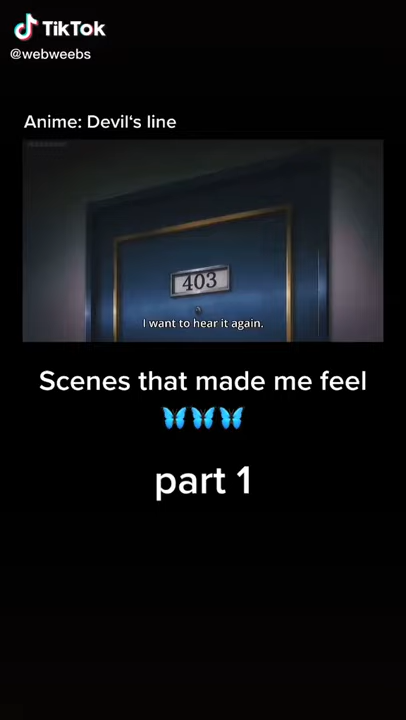 TikTok
@webweebs
Anime: Devil‘s line
403
I want to hear it again.
Scenes that made me feel
🦋🦋🦋
part 1